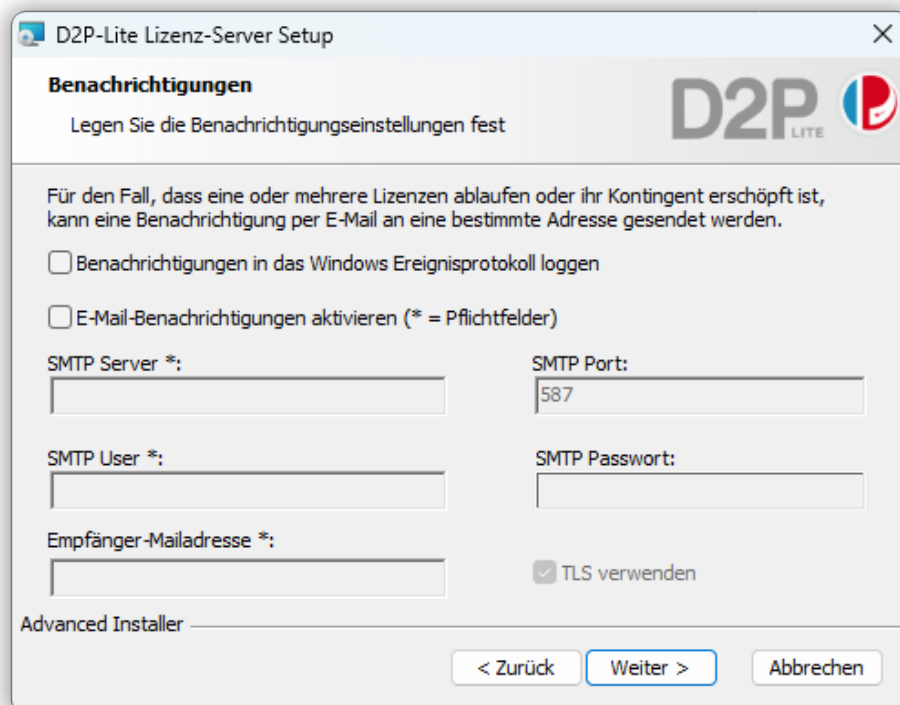 D2P-Lite Lizenz-Server Setup
Benachrichtigungen
Legen Sie die Benachrichtigungseinstellungen fest
D2P LITE
Für den Fall, dass eine oder mehrere Lizenzen ablaufen oder ihr Kontingent erschöpft ist,
kann eine Benachrichtigung per E-Mail an eine bestimmte Adresse gesendet werden.
Benachrichtigungen in das Windows Ereignisprotokoll loggen
E-Mail-Benachrichtigungen aktivieren (* = Pflichtfelder)
SMTP Server *: SMTP Port:
587
SMTP User *: SMTP Passwort:
Empfänger-Mailadresse *:
TLS verwenden
Advanced Installer
< Zurück Weiter > Abbrechen